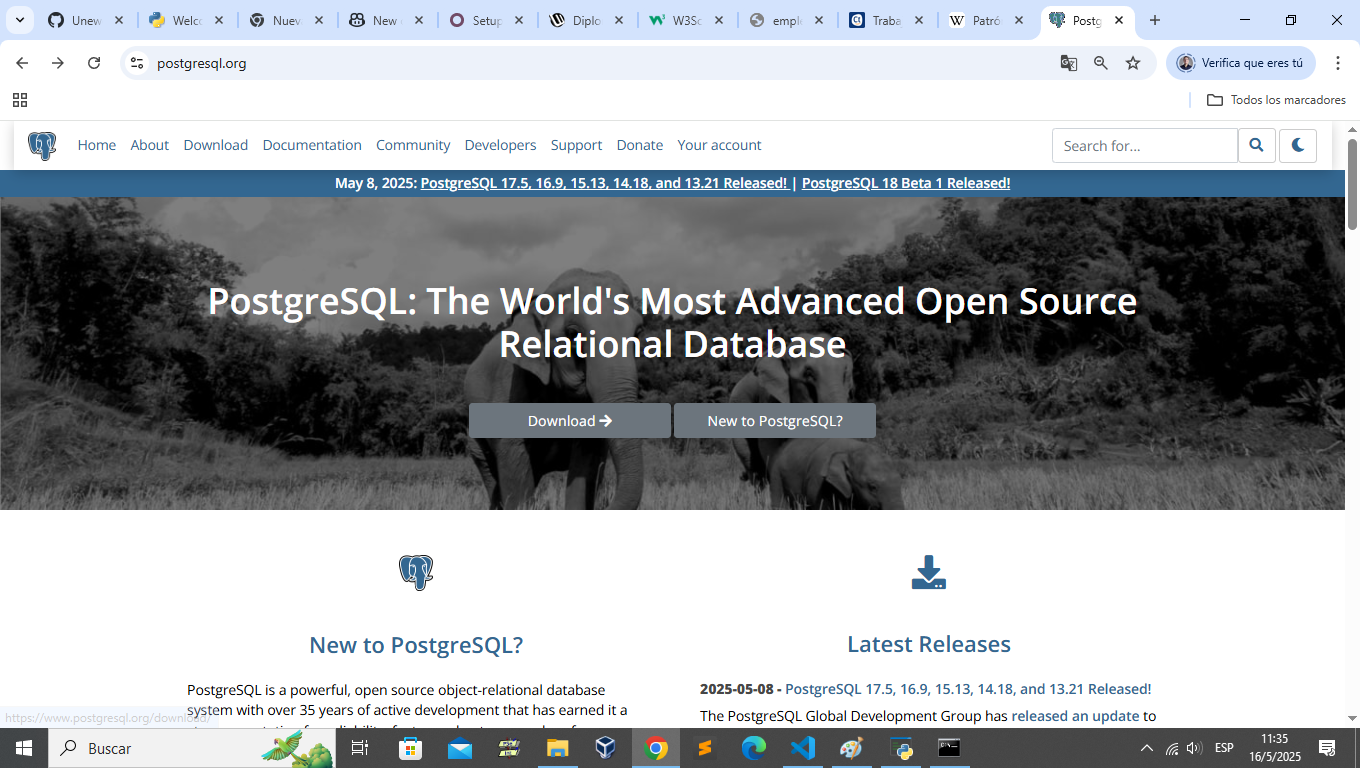 Unew
Welco
Nueva
New
Setup
Diplo
W3Sc
emple
Traba
Patró
Postg
postgresql.org
Verifica que eres tú
Todos los marcadores
Home About Download Documentation Community Developers Support Donate Your account
Search for...
May 8, 2025: PostgreSQL 17.5, 16.9, 15.13, 14.18, and 13.21 Released! | PostgreSQL 18 Beta 1 Released!
PostgreSQL: The World's Most Advanced Open Source
Relational Database
Download
New to PostgreSQL?
New to PostgreSQL?
PostgreSQL is a powerful, open source object-relational database
system with over 35 years of active development that has earned it a
Latest Releases
2025-05-08 - PostgreSQL 17.5, 16.9, 15.13, 14.18, and 13.21 Released!
The PostgreSQL Global Development Group has released an update to
https://www.postgresql.org/download/
Buscar
ESP
11:35
16/5/2025